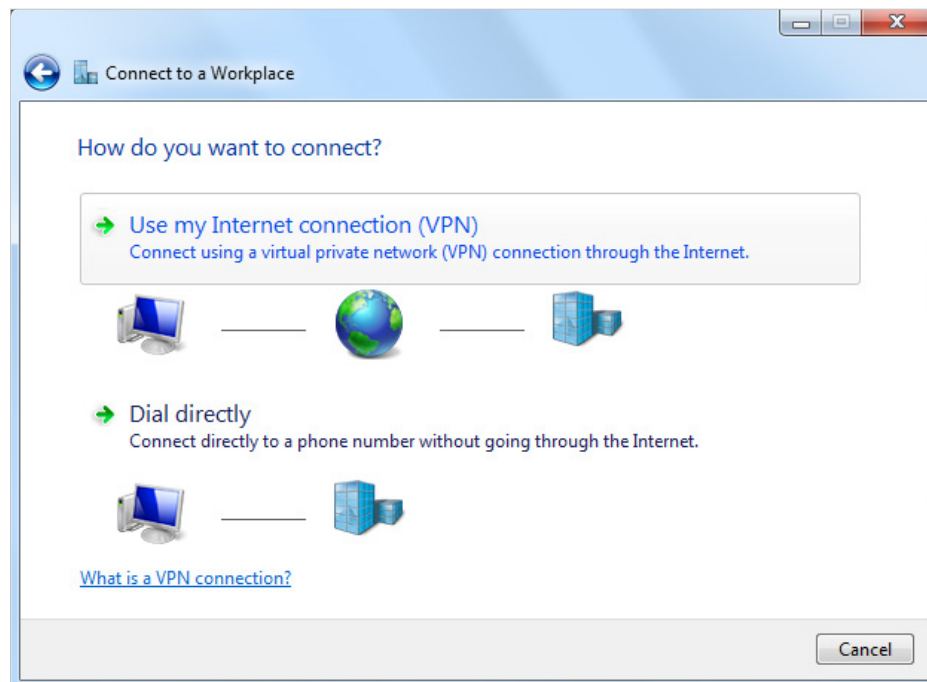 Connect to a Workplace
How do you want to connect?
Use my Internet connection (VPN)
Connect using a virtual private network (VPN) connection through the Internet.
Dial directly
Connect directly to a phone number without going through the Internet.
What is a VPN connection?
Cancel